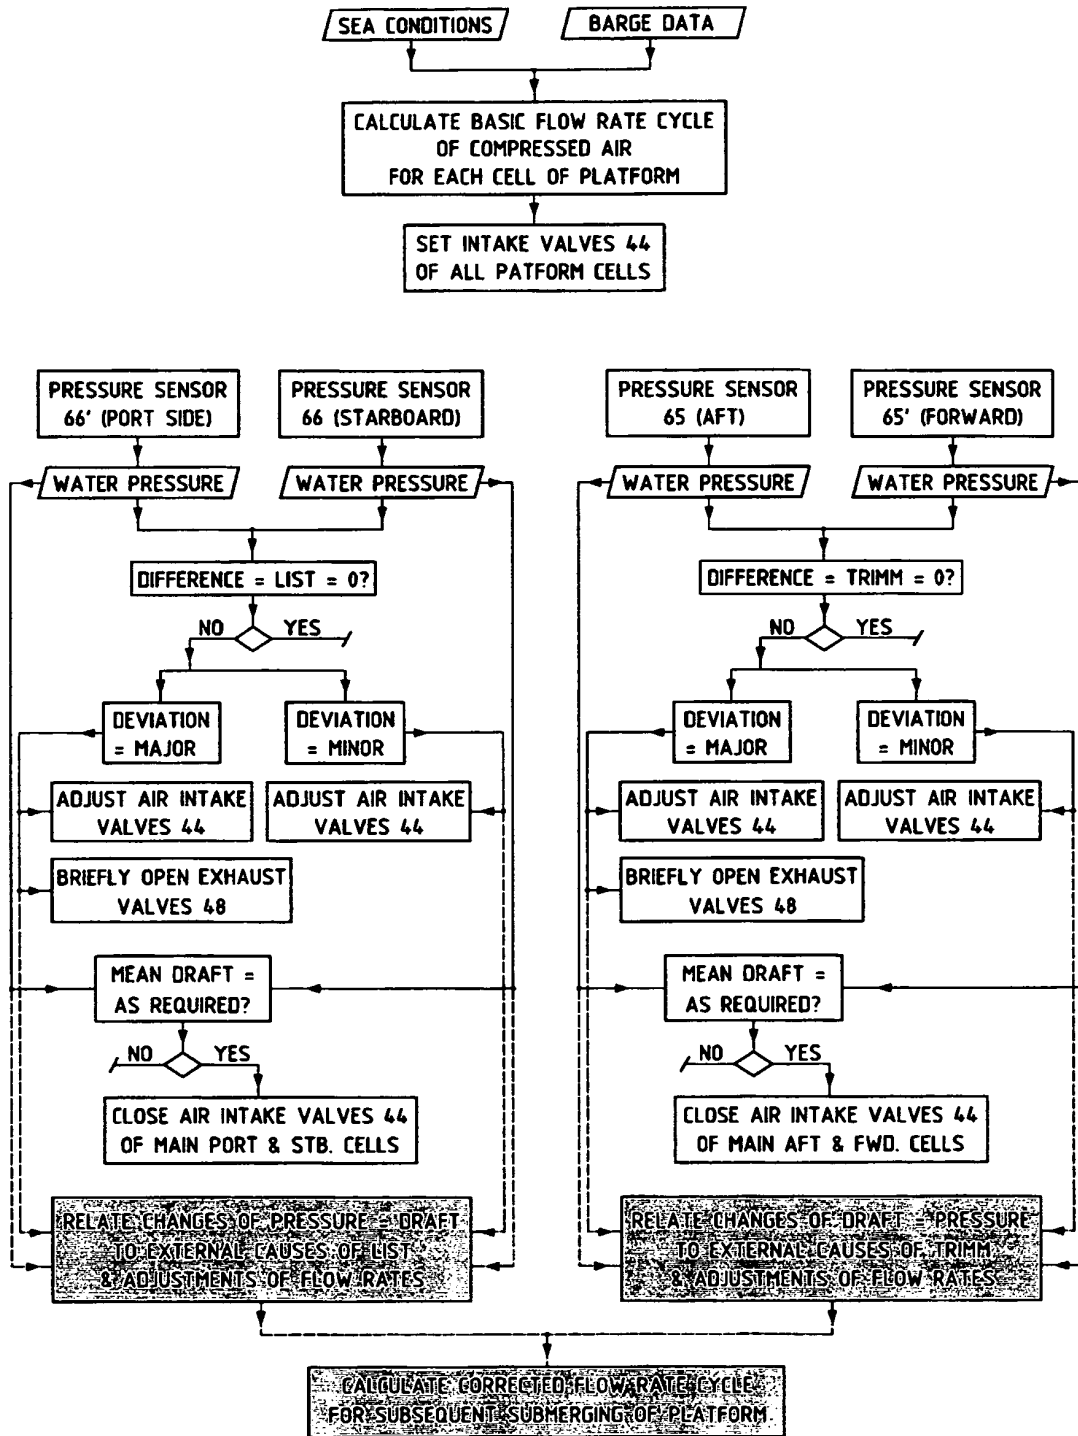 SEA CONDITIONS
BARGE DATA
CALCULATE BASIC FLOW RATE CYCLE
OF COMPRESSED AIR
FOR EACH CELL OF PLATFORM
SET INTAKE VALVES 44
OF ALL PATFORM CELLS
PRESSURE SENSOR
66' (PORT SIDE)
PRESSURE SENSOR
66 (STARBOARD)
WATER PRESSURE
WATER PRESSURE
DIFFERENCE = LIST = 0?
NO
YES
DEVIATION
= MAJOR
DEVIATION
= MINOR
ADJUST AIR INTAKE
VALVES 44
ADJUST AIR INTAKE
VALVES 44
BRIEFLY OPEN EXHAUST
VALVES 48
MEAN DRAFT =
AS REQUIRED?
NO
YES
CLOSE AIR INTAKE VALVES 44
OF MAIN PORT & STB. CELLS
RELATE CHANGES OF PRESSURE = DRAFT
TO EXTERNAL CAUSES OF LIST
& ADJUSTMENTS OF FLOW RATES
PRESSURE SENSOR
65 (AFT)
PRESSURE SENSOR
65' (FORWARD)
WATER PRESSURE
WATER PRESSURE
DIFFERENCE = TRIMM = 0?
NO
YES
DEVIATION
= MAJOR
DEVIATION
= MINOR
ADJUST AIR INTAKE
VALVES 44
ADJUST AIR INTAKE
VALVES 44
BRIEFLY OPEN EXHAUST
VALVES 48
MEAN DRAFT =
AS REQUIRED?
NO
YES
CLOSE AIR INTAKE VALVES 44
OF MAIN AFT & FWD. CELLS
RELATE CHANGES OF DRAFT = PRESSURE
TO EXTERNAL CAUSES OF TRIMM
& ADJUSTMENTS OF FLOW RATES
CALCULATE CORRECTED FLOW RATE CYCLE
FOR SUBSEQUENT SUBMERGING OF PLATFORM